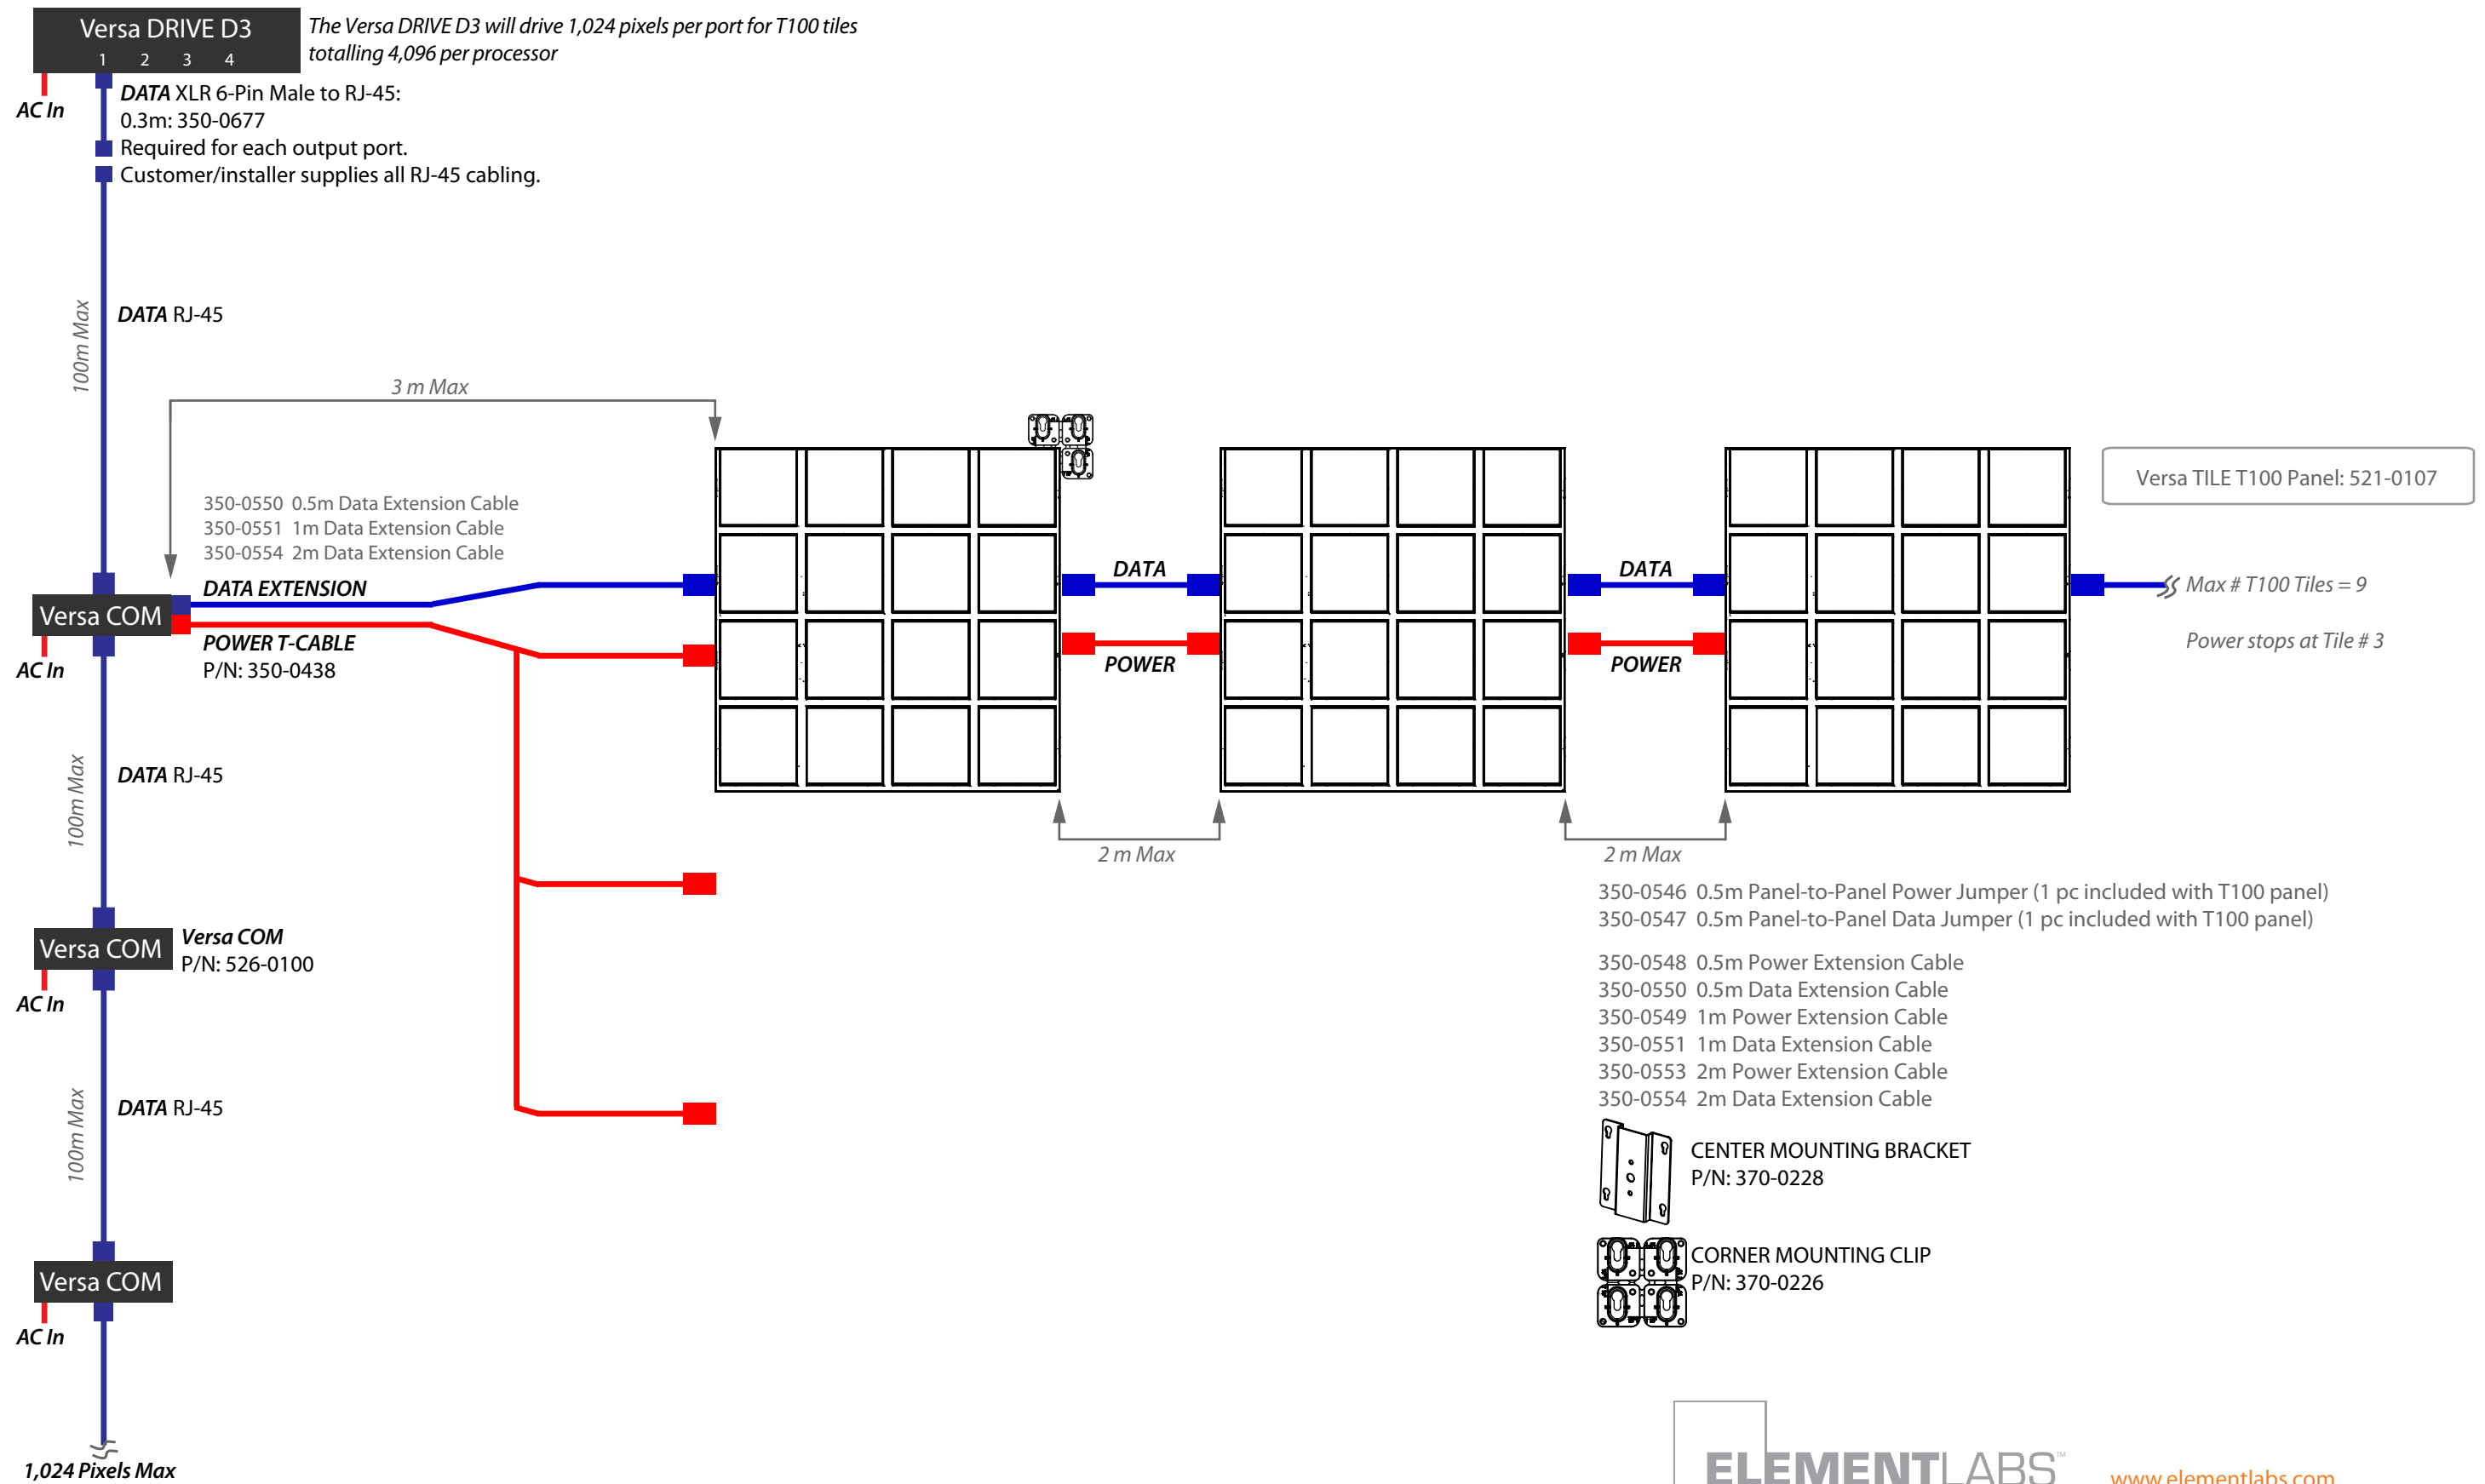 Versa DRIVE D3
1 2 3 4
The Versa DRIVE D3 will drive 1,024 pixels per port for T100 tiles
totalling 4,096 per processor
AC In
DATA XLR 6-Pin Male to RJ-45:
0.3m: 350-0677
Required for each output port.
Customer/installer supplies all RJ-45 cabling.
100m Max
DATA RJ-45
3 m Max
350-0550 0.5m Data Extension Cable
350-0551 1m Data Extension Cable
350-0554 2m Data Extension Cable
DATA EXTENSION
Versa COM
POWER T-CABLE
P/N: 350-0438
AC In
DATA
POWER
DATA
POWER
Versa TILE T100 Panel: 521-0107
Max # T100 Tiles = 9
Power stops at Tile # 3
100m Max
DATA RJ-45
2 m Max
2 m Max
Versa COM
Versa COM
P/N: 526-0100
AC In
350-0546 0.5m Panel-to-Panel Power Jumper (1 pc included with T100 panel)
350-0547 0.5m Panel-to-Panel Data Jumper (1 pc included with T100 panel)
350-0548 0.5m Power Extension Cable
350-0550 0.5m Data Extension Cable
350-0549 1m Power Extension Cable
350-0551 1m Data Extension Cable
350-0553 2m Power Extension Cable
350-0554 2m Data Extension Cable
100m Max
DATA RJ-45
CENTER MOUNTING BRACKET
P/N: 370-0228
CORNER MOUNTING CLIP
P/N: 370-0226
Versa COM
AC In
1,024 Pixels Max
ELEMENTLABS™
www.elementlabs.com